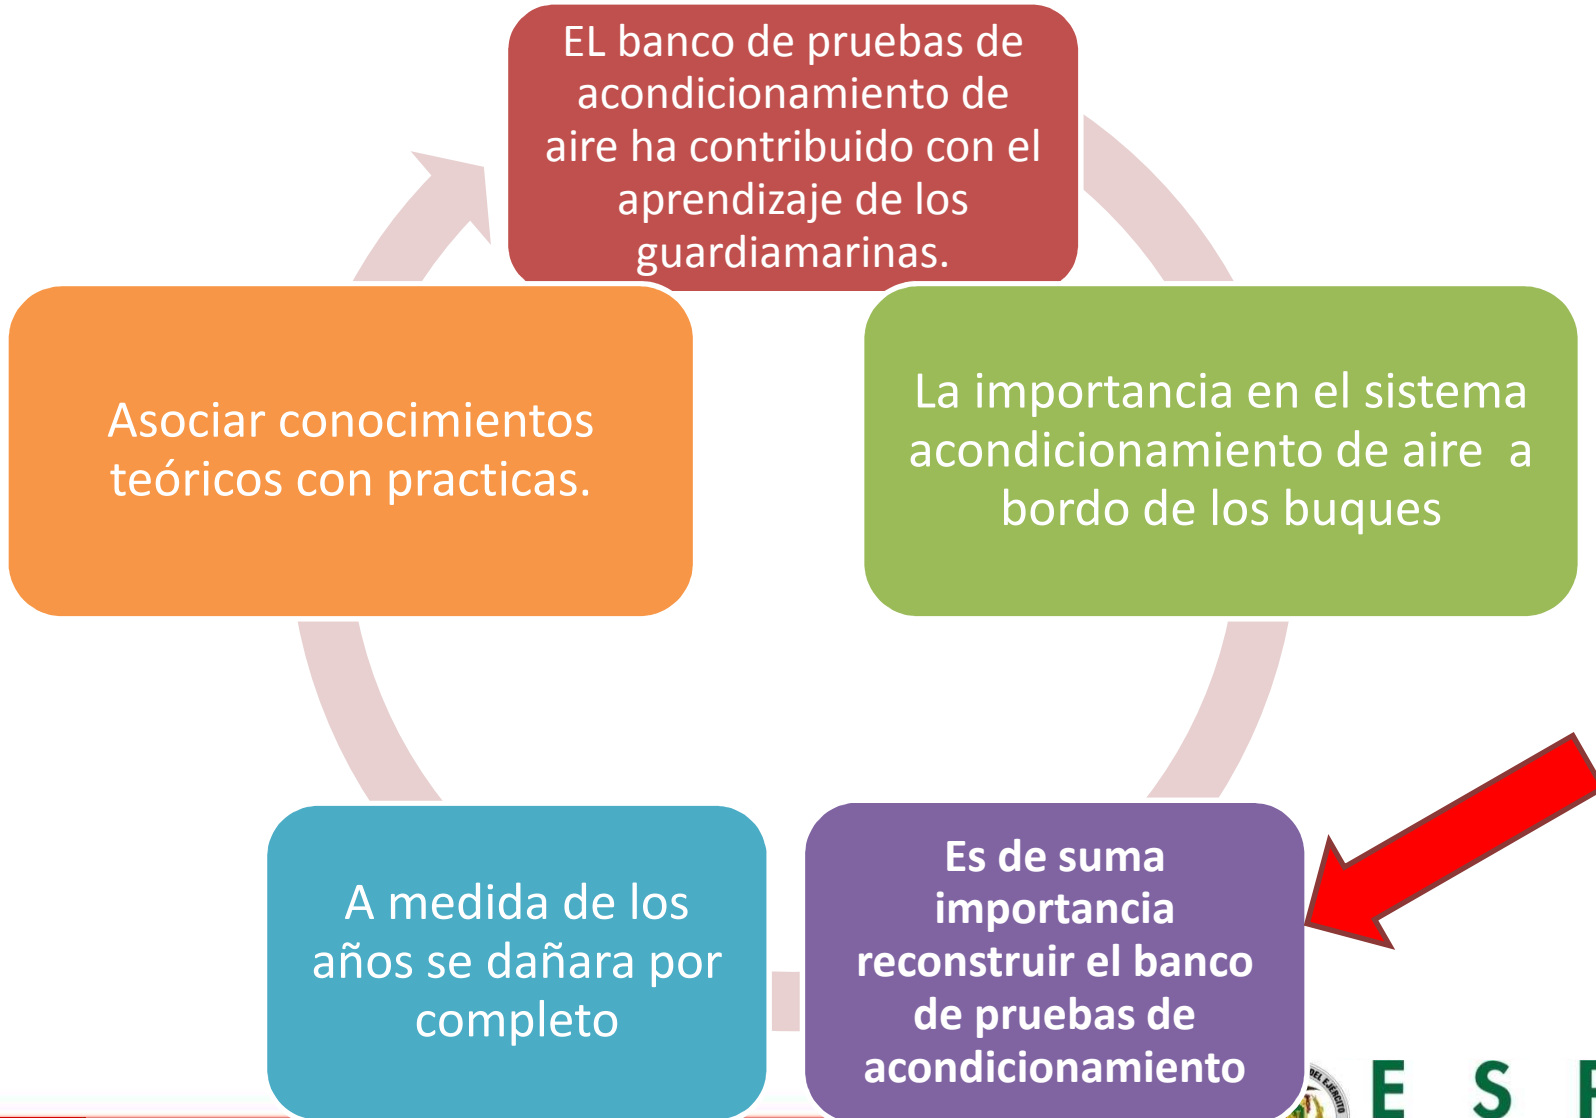 EL banco de pruebas de
acondicionamiento de
aire ha contribuido con el
aprendizaje de los
guardiamarinas.
La importancia en el sistema
acondicionamiento de aire  a
bordo de los buques
Es de suma
importancia
reconstruir el banco
de pruebas de
acondicionamiento
A medida de los
años se dañara por
completo
Asociar conocimientos
teóricos con practicas.
DEL EJÉRCITO
E S